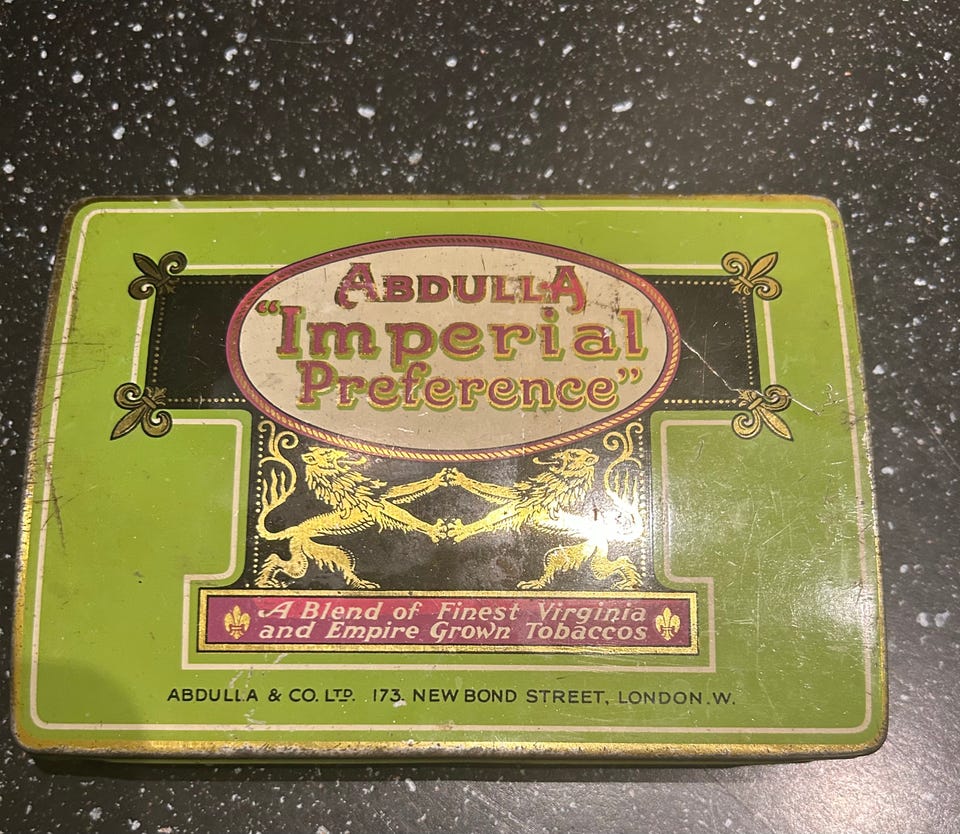 ABDULLA
"Imperial
Preference"
A Blend of Finest Virginia
and Empire Grown Tobaccos
ABDULLA & CO. LTD. 173. NEW BOND STREET, LONDON.W.